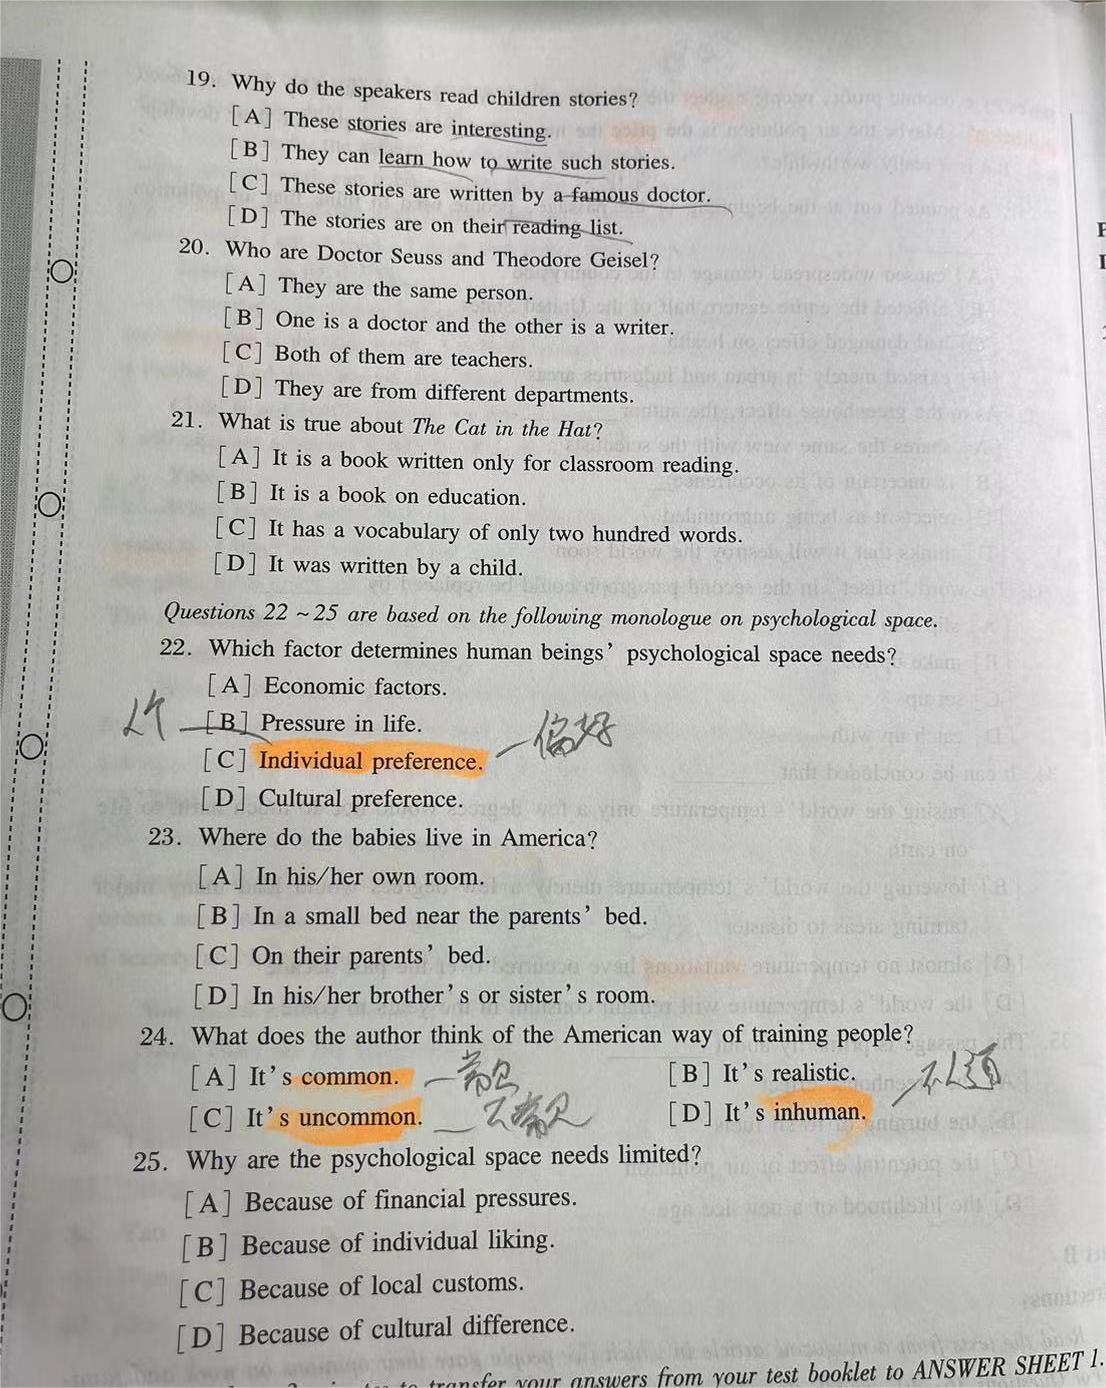 19. Why do the speakers read children stories?
[A] These stories are interesting.
[B] They can learn how to write such stories.
[C] These stories are written by a famous doctor.
[D] The stories are on their reading list.
20. Who are Doctor Seuss and Theodore Geisel?
[A] They are the same person.
[B] One is a doctor and the other is a writer.
[C] Both of them are teachers.
[D] They are from different departments.
21. What is true about The Cat in the Hat?
[A] It is a book written only for classroom reading.
[B] It is a book on education.
[C] It has a vocabulary of only two hundred words.
[D] It was written by a child.
Questions 22 ~ 25 are based on the following monologue on psychological space.
22. Which factor determines human beings' psychological space needs?
[A] Economic factors.
[B] Pressure in life.
个人 [C] Individual preference. 偏好
[D] Cultural preference.
23. Where do the babies live in America?
[A] In his/her own room.
[B] In a small bed near the parents' bed.
[C] On their parents' bed.
[D] In his/her brother's or sister's room.
24. What does the author think of the American way of training people?
[A] It's common. 常见 [B] It's realistic.
[C] It's uncommon. 不常见 [D] It's inhuman. 不人道
25. Why are the psychological space needs limited?
[A] Because of financial pressures.
[B] Because of individual liking.
[C] Because of local customs.
[D] Because of cultural difference.
to transfer your answers from your test booklet to ANSWER SHEET 1.